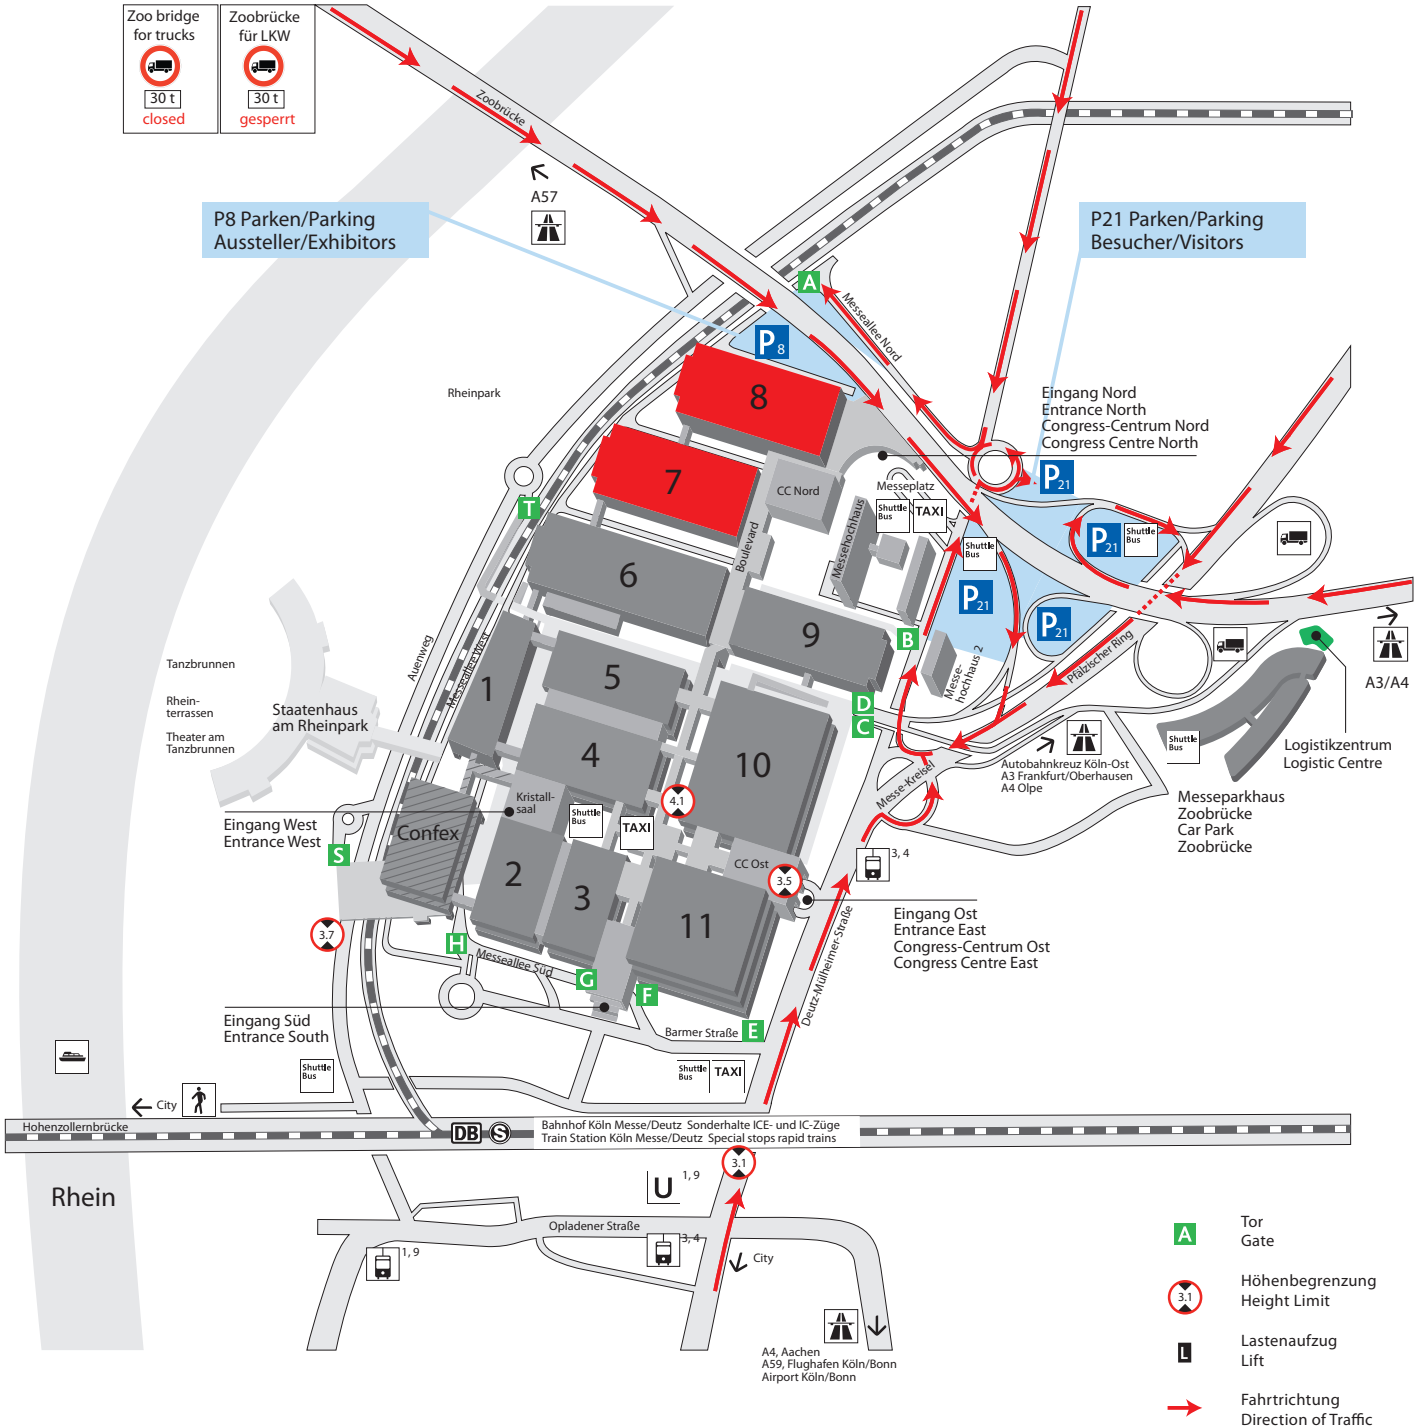 Zoo bridge
for trucks
30 t
closed
Zoobrücke
für LKW
30 t
gesperrt
Zoobrücke
A57
P8 Parken/Parking
Aussteller/Exhibitors
P21 Parken/Parking
Besucher/Visitors
A
Messeallee Nord
P8
Rheinpark
8
Eingang Nord
Entrance North
Congress-Centrum Nord
Congress Centre North
7
CC Nord
Messeplatz
Shuttle
Bus
TAXI
P21
T
Boulevard
Messehochhaus
Shuttle
Bus
P21
Shuttle
Bus
6
P21
P21
9
B
Messe-
hochhaus 2
Pfälzischer Ring
A3/A4
Auenweg
Messeallee West
Tanzbrunnen
Rhein-
terrassen
Theater am
Tanzbrunnen
Staatenhaus
am Rheinpark
1
5
D
C
4
10
Messe-Kreisel
Autobahnkreuz Köln-Ost
A3 Frankfurt/Oberhausen
A4 Olpe
Shuttle
Bus
Logistikzentrum
Logistic Centre
Messeparkhaus
Zoobrücke
Car Park
Zoobrücke
Kristall-
saal
Shuttle
Bus
TAXI
4.1
Eingang West
Entrance West
Confex
S
2
3
CC Ost
3.5
3, 4
11
Eingang Ost
Entrance East
Congress-Centrum Ost
Congress Centre East
3.7
H
Messeallee Süd
G
F
E
Deutz-Mülheimer-Straße
Eingang Süd
Entrance South
Barmer Straße
Shuttle
Bus
Shuttle
Bus
TAXI
City
Hohenzollernbrücke
DB
S
Bahnhof Köln Messe/Deutz Sonderhalte ICE- und IC-Züge
Train Station Köln Messe/Deutz Special stops rapid trains
3.1
Rhein
U
1, 9
Opladener Straße
1, 9
3, 4
City
A4, Aachen
A59, Flughafen Köln/Bonn
Airport Köln/Bonn
A
Tor
Gate
3.1
Höhenbegrenzung
Height Limit
L
Lastenaufzug
Lift
Fahrtrichtung
Direction of Traffic